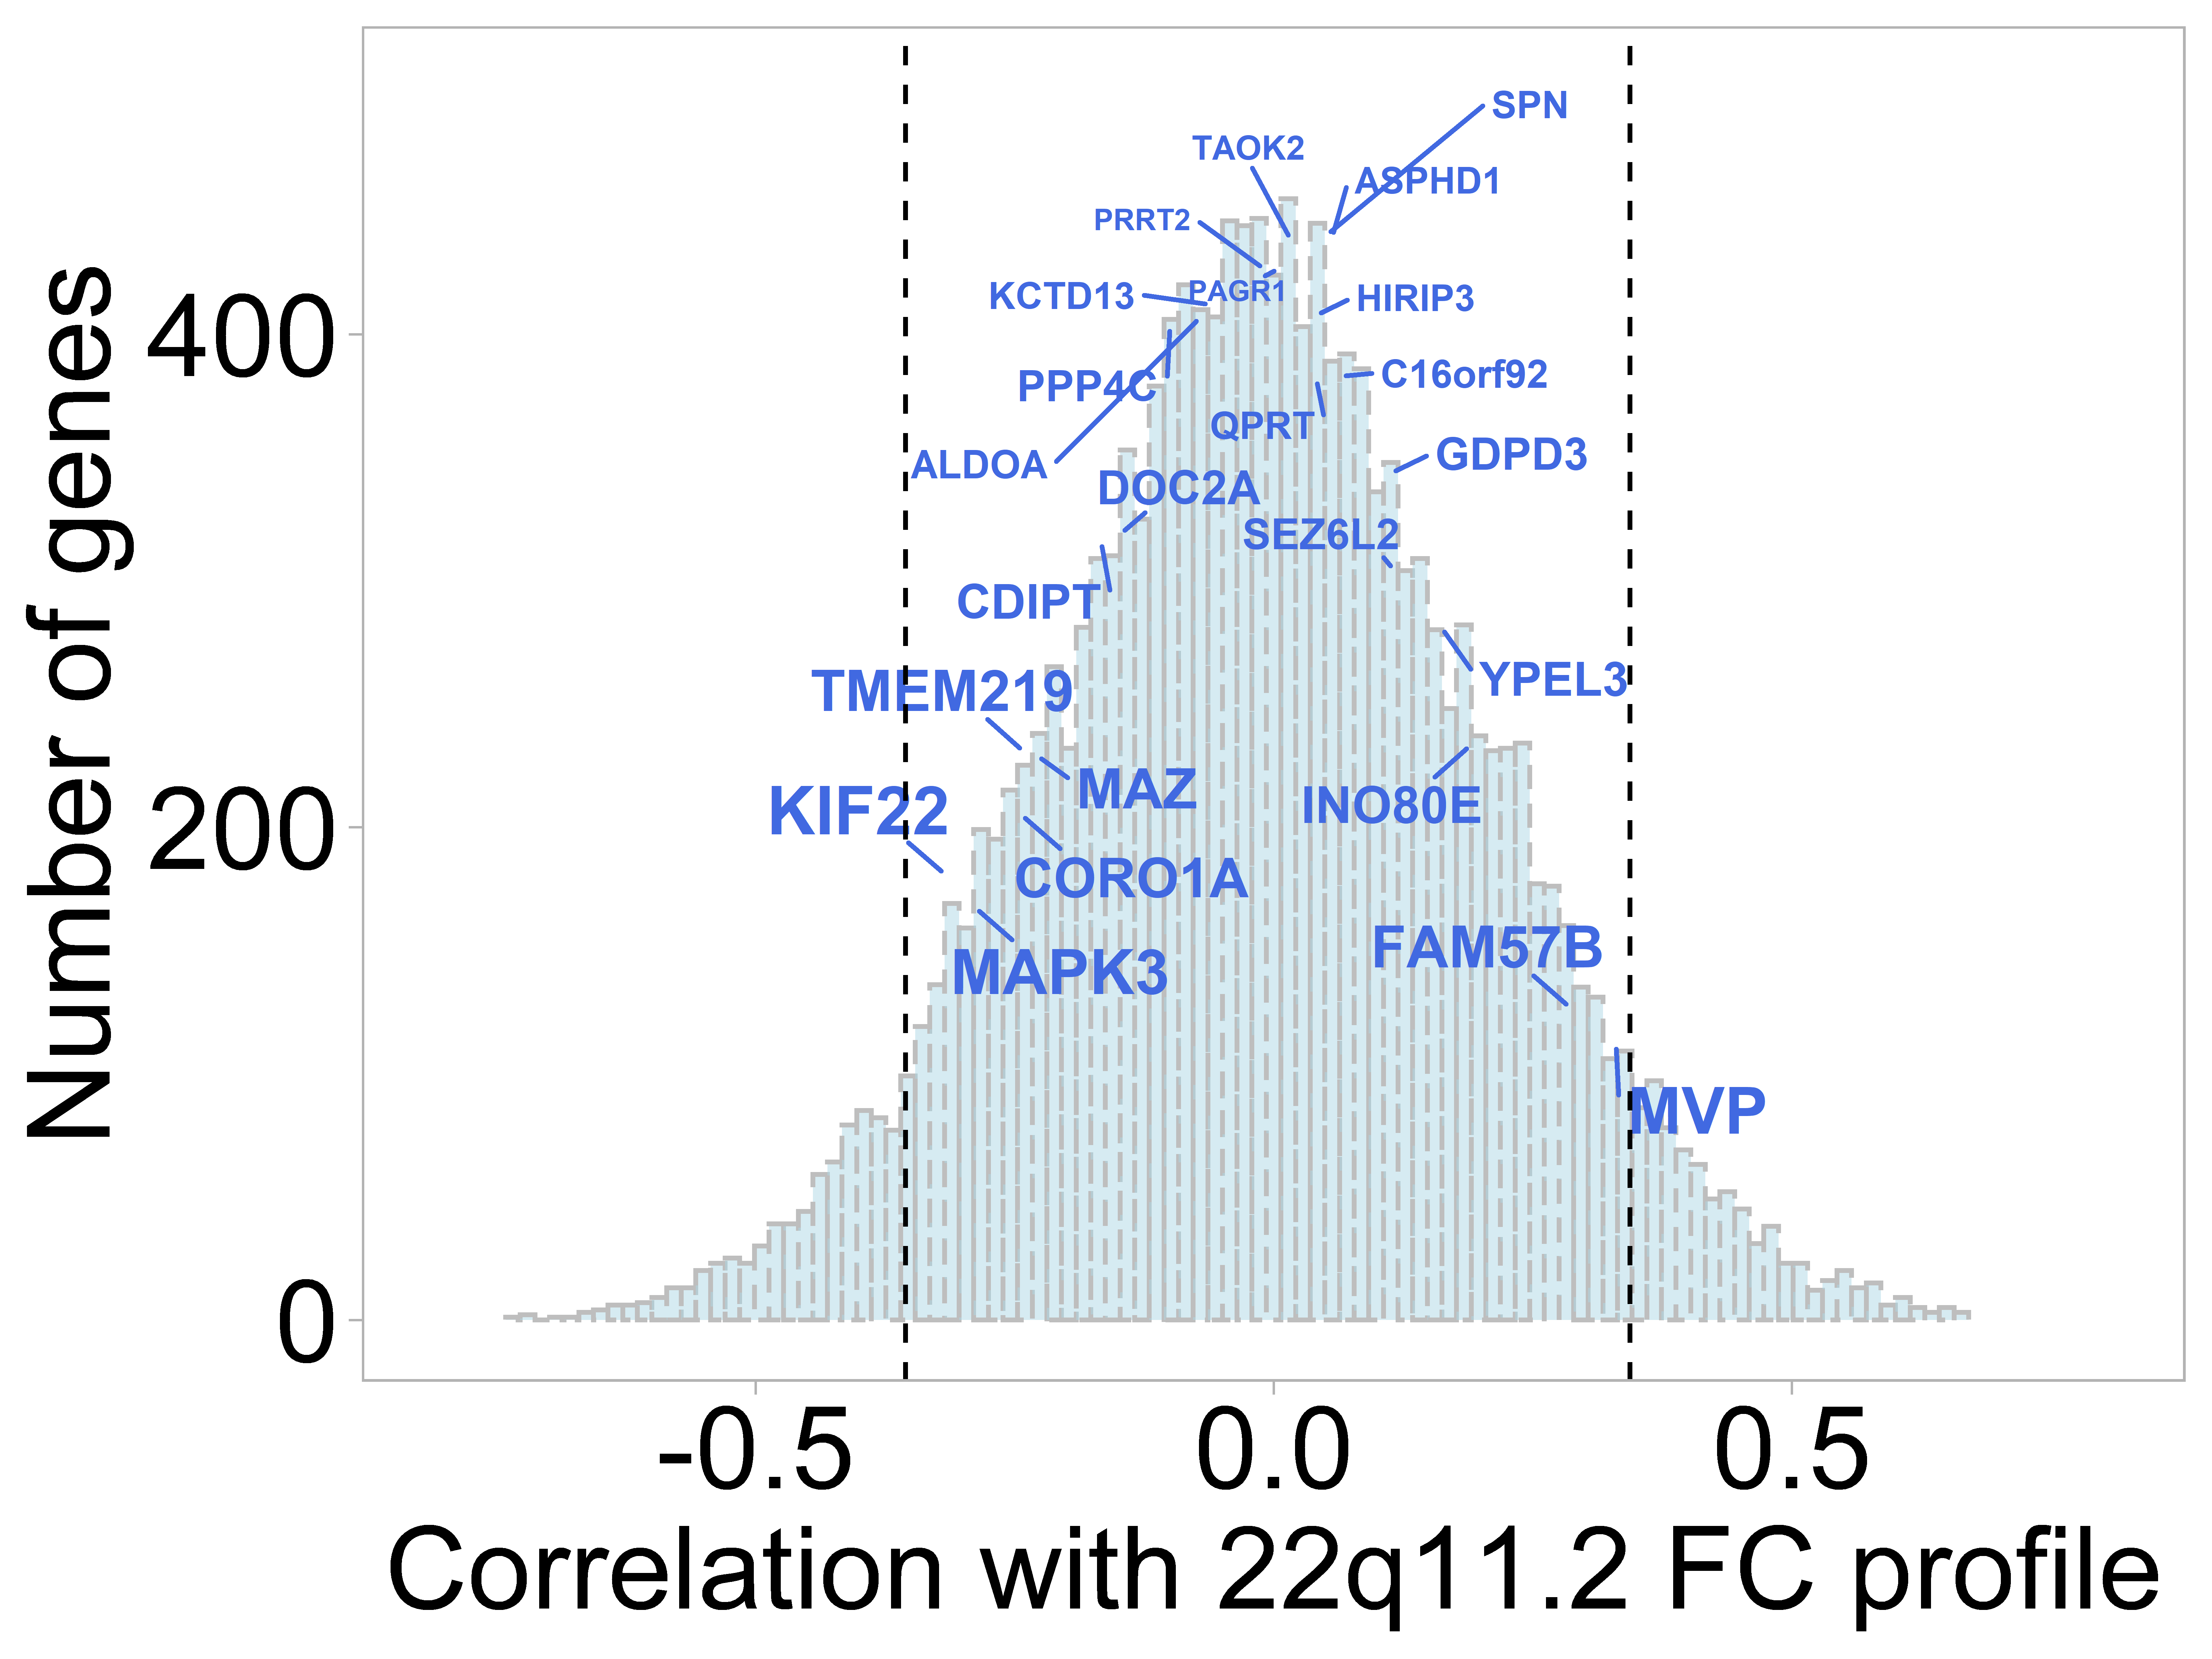 SPN
TAOK2
ASPHD1
PRRT2
PAGR1
KCTD13
HIRIP3
PPP4C
C16orf92
QPRT
ALDOA
GDPD3
DOC2A
SEZ6L2
CDIPT
TMEM219
YPEL3
MAZ
KIF22
INO80E
CORO1A
MAPK3
FAM57B
MVP
Number of genes
400
200
0
-0.5
0.0
0.5
Correlation with 22q11.2 FC profile